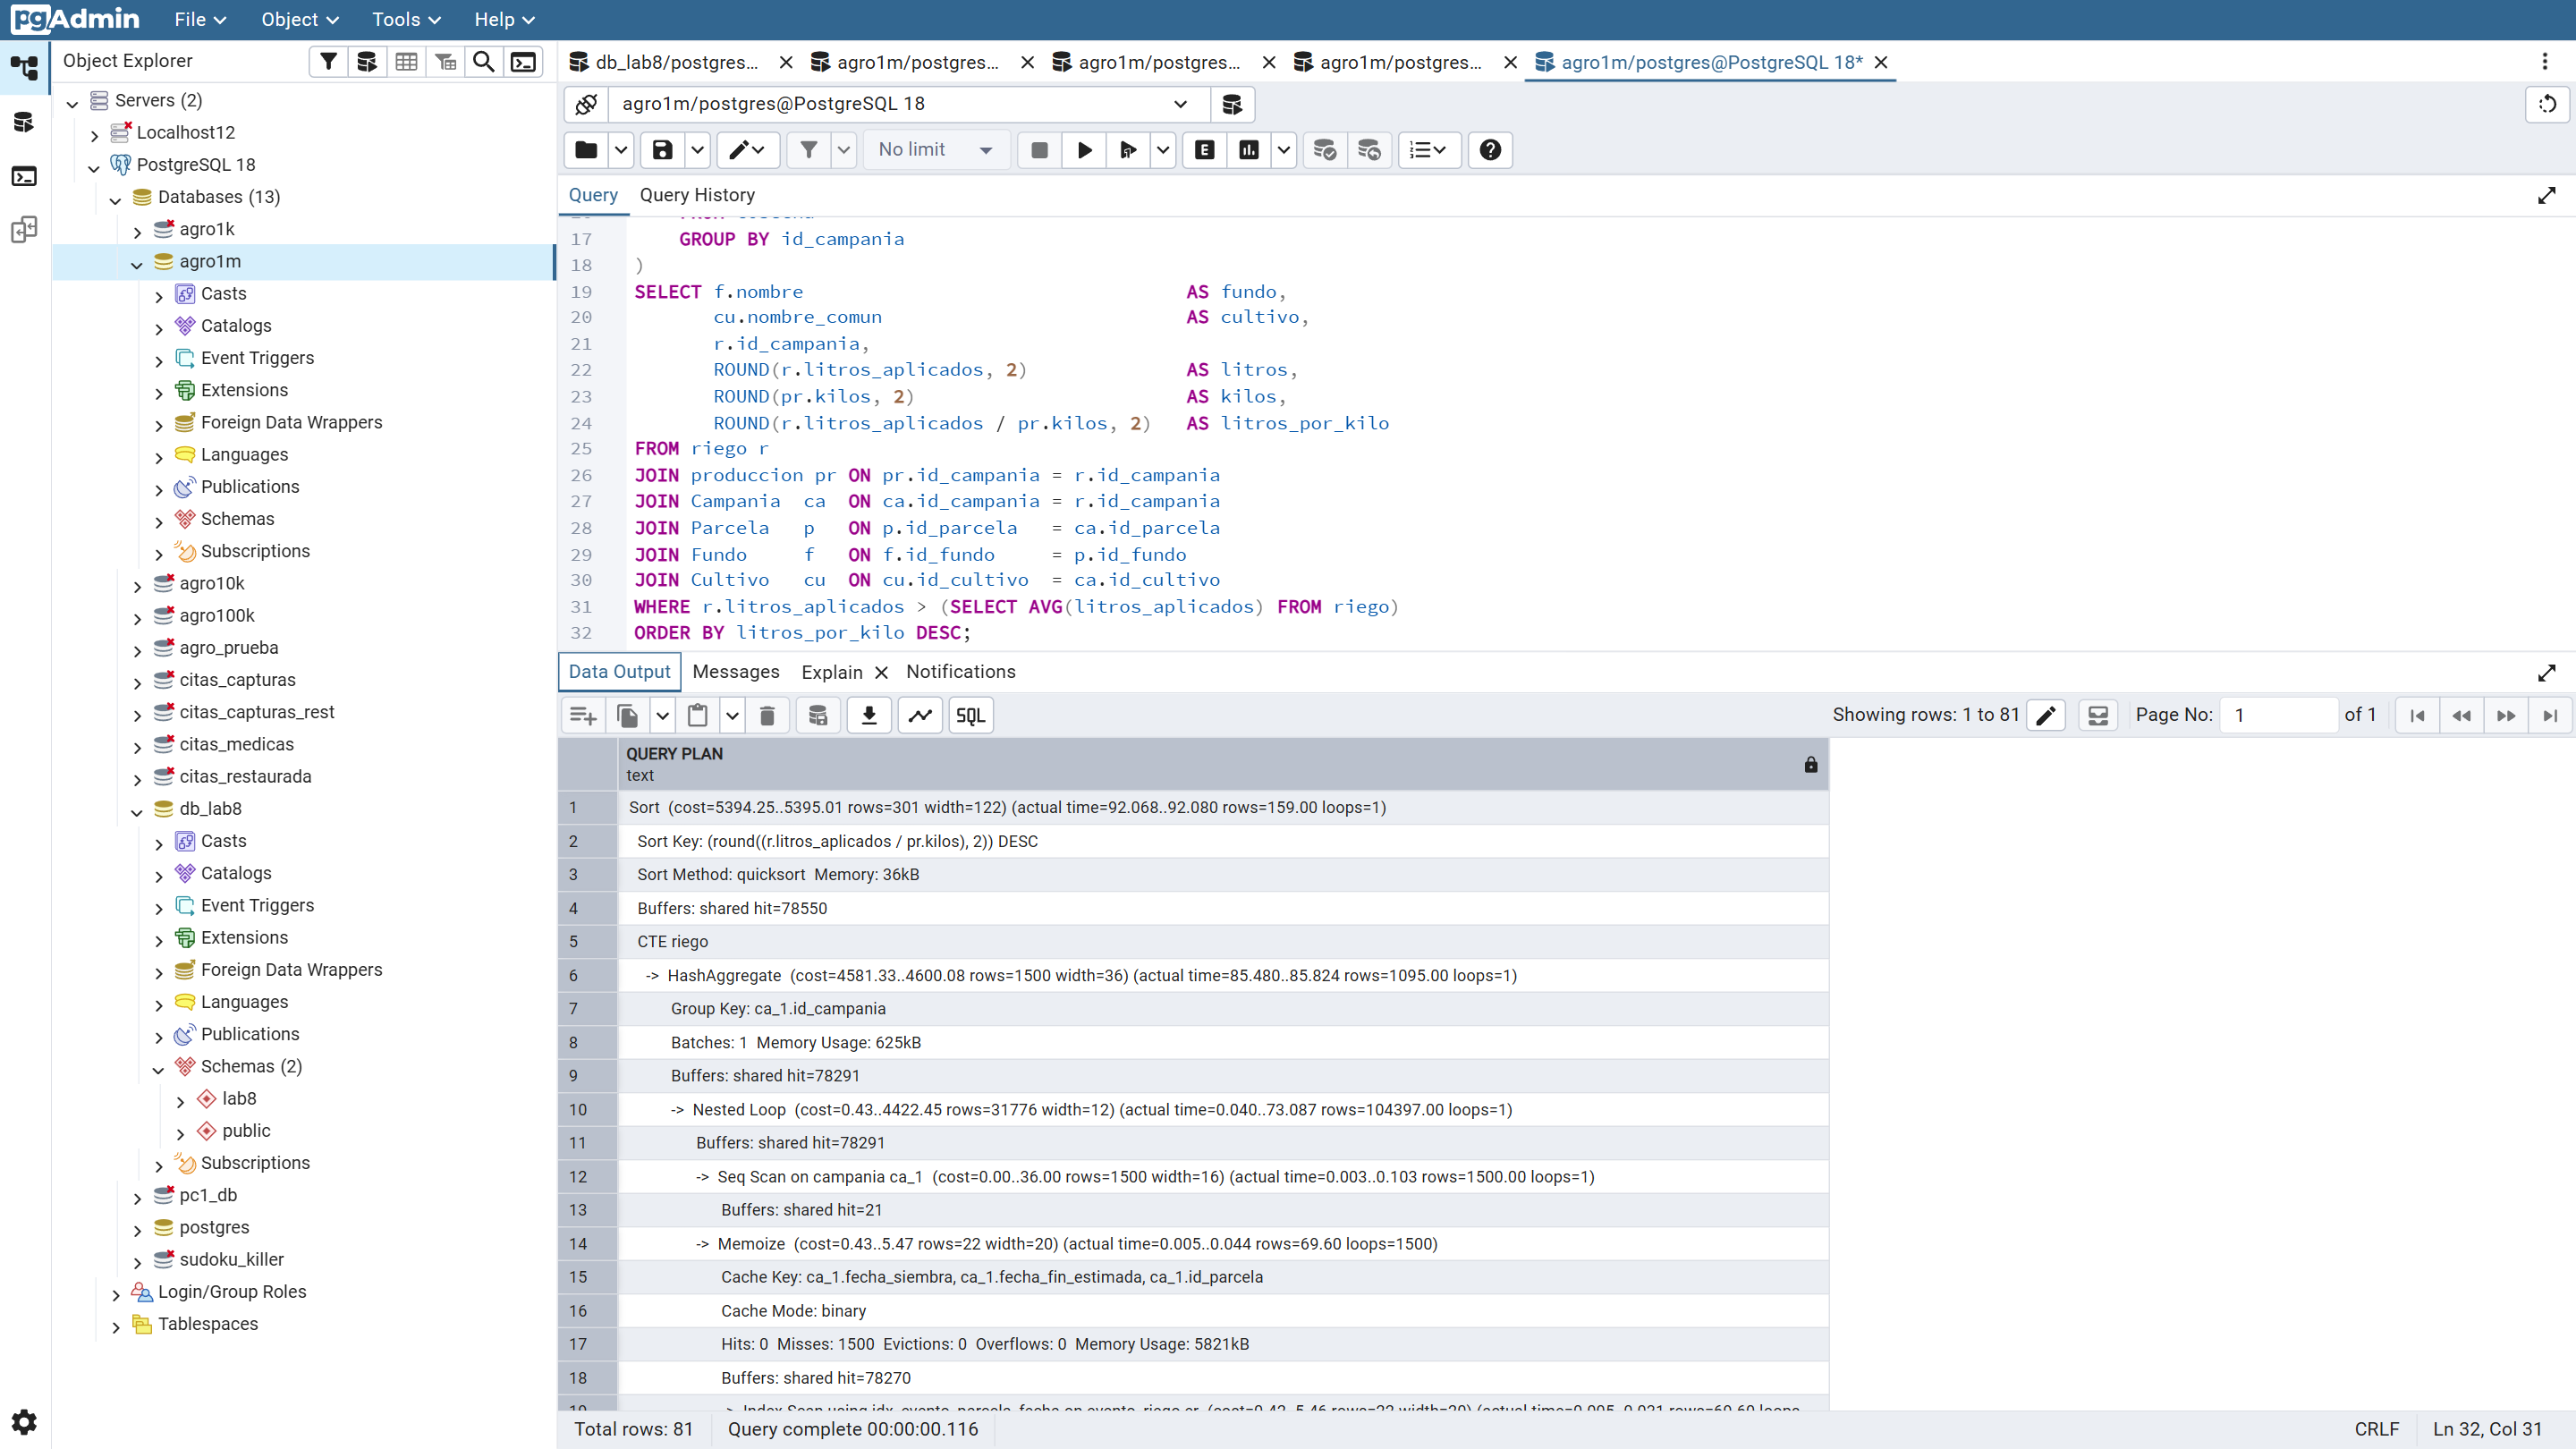 pgAdmin File Object Tools Help
Object Explorer
Servers (2)
Localhost12
PostgreSQL 18
Databases (13)
agro1k
agro1m
Casts
Catalogs
Event Triggers
Extensions
Foreign Data Wrappers
Languages
Publications
Schemas
Subscriptions
agro10k
agro100k
agro_prueba
citas_capturas
citas_capturas_rest
citas_medicas
citas_restaurada
db_lab8
Casts
Catalogs
Event Triggers
Extensions
Foreign Data Wrappers
Languages
Publications
Schemas (2)
lab8
public
Subscriptions
pc1_db
postgres
sudoku_killer
Login/Group Roles
Tablespaces
db_lab8/postgres... agro1m/postgres... agro1m/postgres... agro1m/postgres... agro1m/postgres@PostgreSQL 18*
agro1m/postgres@PostgreSQL 18
No limit E
Query Query History
17 GROUP BY id_campania
18 )
19 SELECT f.nombre AS fundo,
20 cu.nombre_comun AS cultivo,
21 r.id_campania,
22 ROUND(r.litros_aplicados, 2) AS litros,
23 ROUND(pr.kilos, 2) AS kilos,
24 ROUND(r.litros_aplicados / pr.kilos, 2) AS litros_por_kilo
25 FROM riego r
26 JOIN produccion pr ON pr.id_campania = r.id_campania
27 JOIN Campania ca ON ca.id_campania = r.id_campania
28 JOIN Parcela p ON p.id_parcela = ca.id_parcela
29 JOIN Fundo f ON f.id_fundo = p.id_fundo
30 JOIN Cultivo cu ON cu.id_cultivo = ca.id_cultivo
31 WHERE r.litros_aplicados > (SELECT AVG(litros_aplicados) FROM riego)
32 ORDER BY litros_por_kilo DESC;
Data Output Messages Explain Notifications
SQL Showing rows: 1 to 81 Page No: 1 of 1
QUERY PLAN
text
1 Sort (cost=5394.25..5395.01 rows=301 width=122) (actual time=92.068..92.080 rows=159.00 loops=1)
2 Sort Key: (round((r.litros_aplicados / pr.kilos), 2)) DESC
3 Sort Method: quicksort Memory: 36kB
4 Buffers: shared hit=78550
5 CTE riego
6 -> HashAggregate (cost=4581.33..4600.08 rows=1500 width=36) (actual time=85.480..85.824 rows=1095.00 loops=1)
7 Group Key: ca_1.id_campania
8 Batches: 1 Memory Usage: 625kB
9 Buffers: shared hit=78291
10 -> Nested Loop (cost=0.43..4422.45 rows=31776 width=12) (actual time=0.040..73.087 rows=104397.00 loops=1)
11 Buffers: shared hit=78291
12 -> Seq Scan on campania ca_1 (cost=0.00..36.00 rows=1500 width=16) (actual time=0.003..0.103 rows=1500.00 loops=1)
13 Buffers: shared hit=21
14 -> Memoize (cost=0.43..5.47 rows=22 width=20) (actual time=0.005..0.044 rows=69.60 loops=1500)
15 Cache Key: ca_1.fecha_siembra, ca_1.fecha_fin_estimada, ca_1.id_parcela
16 Cache Mode: binary
17 Hits: 0 Misses: 1500 Evictions: 0 Overflows: 0 Memory Usage: 5821kB
18 Buffers: shared hit=78270
Total rows: 81 Query complete 00:00:00.116 CRLF Ln 32, Col 31